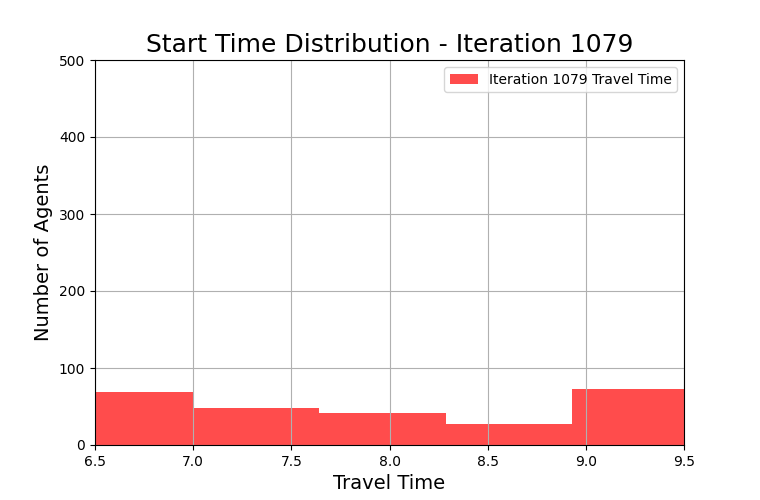 Start Time Distribution - Iteration 1079
Iteration 1079 Travel Time
Number of Agents
500
400
300
200
100
0
6.5 7.0 7.5 8.0 8.5 9.0 9.5
Travel Time